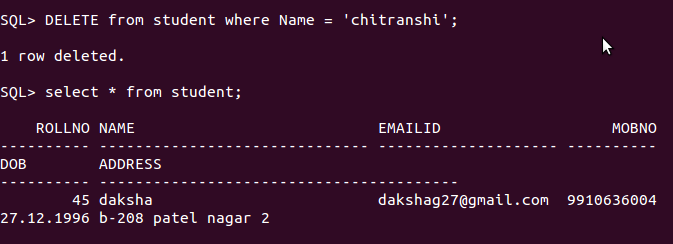 SQL> DELETE from student where Name = 'chitranshi';
1 row deleted.
SQL> select * from student;
ROLLNO NAME EMAILID MOBNO
---------- ------------------------------ -------------------- ----------
DOB ADDRESS
---------- ----------------------------------------
45 daksha dakshag27@gmail.com 9910636004
27.12.1996 b-208 patel nagar 2